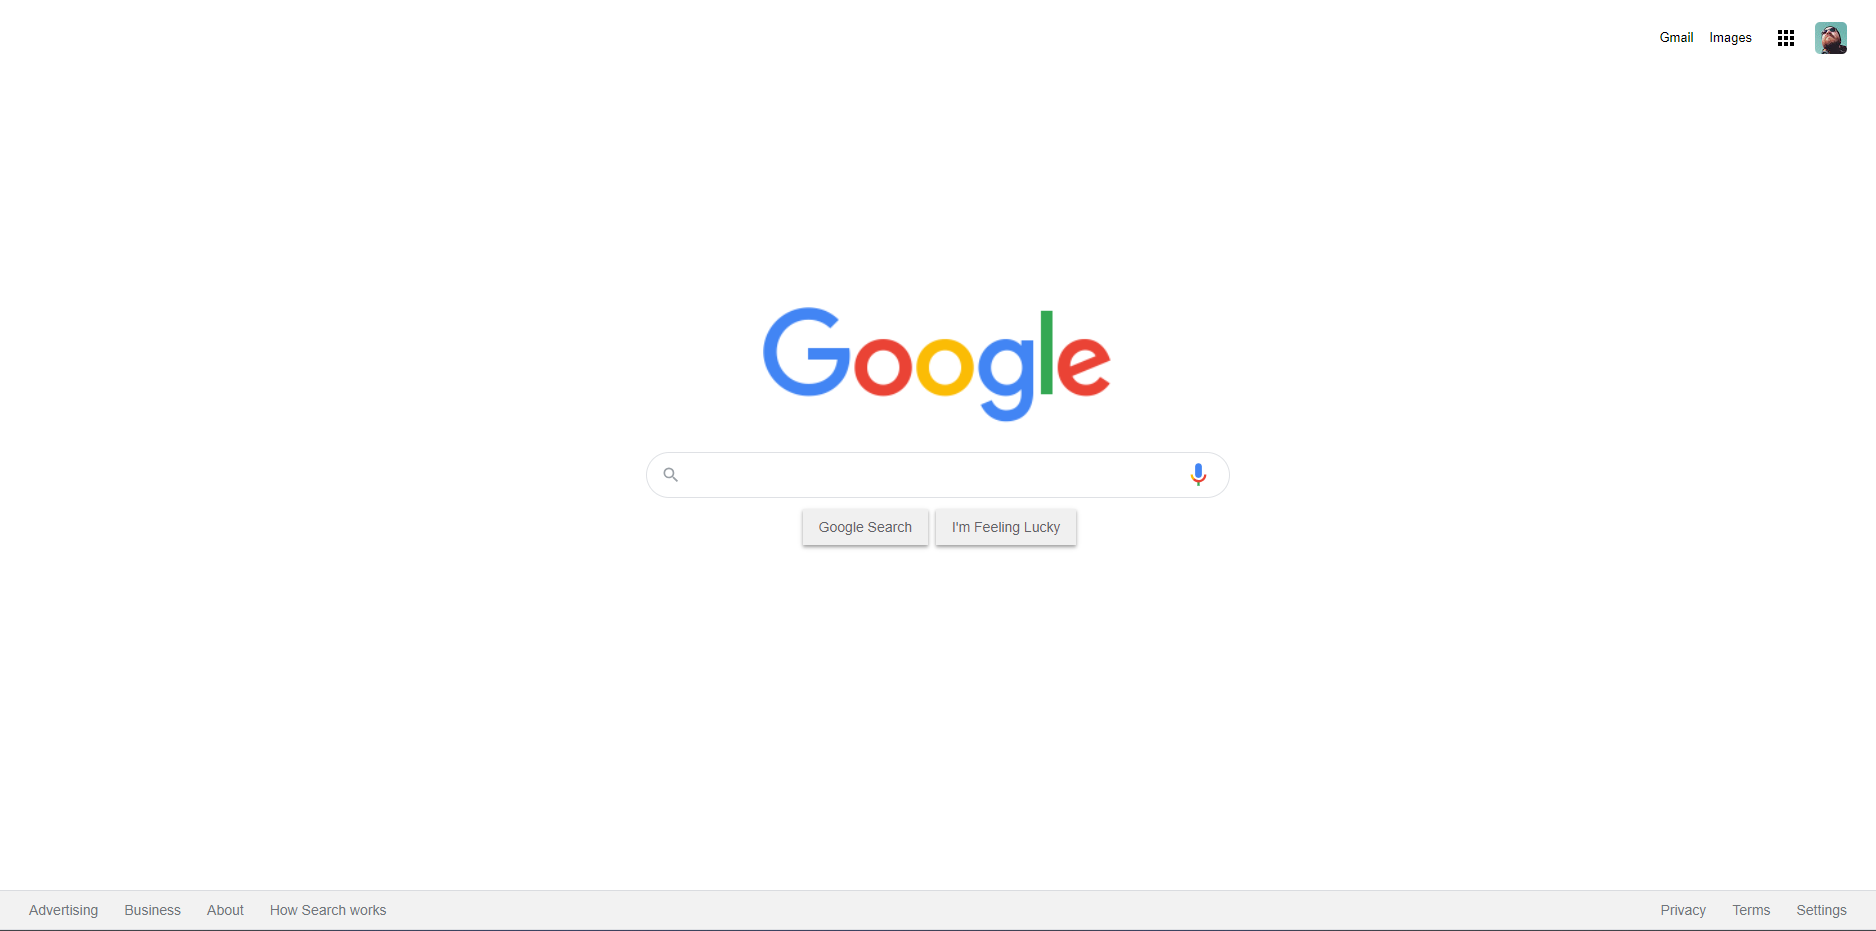 Gmail Images
Google
Google Search I'm Feeling Lucky
Advertising Business About How Search works Privacy Terms Settings